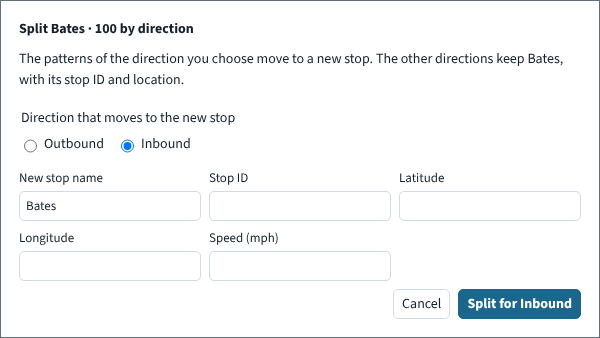 Split Bates · 100 by direction
The patterns of the direction you choose move to a new stop. The other directions keep Bates,
with its stop ID and location.
Direction that moves to the new stop
Outbound Inbound
New stop name Stop ID Latitude
Bates
Longitude Speed (mph)
Cancel Split for Inbound